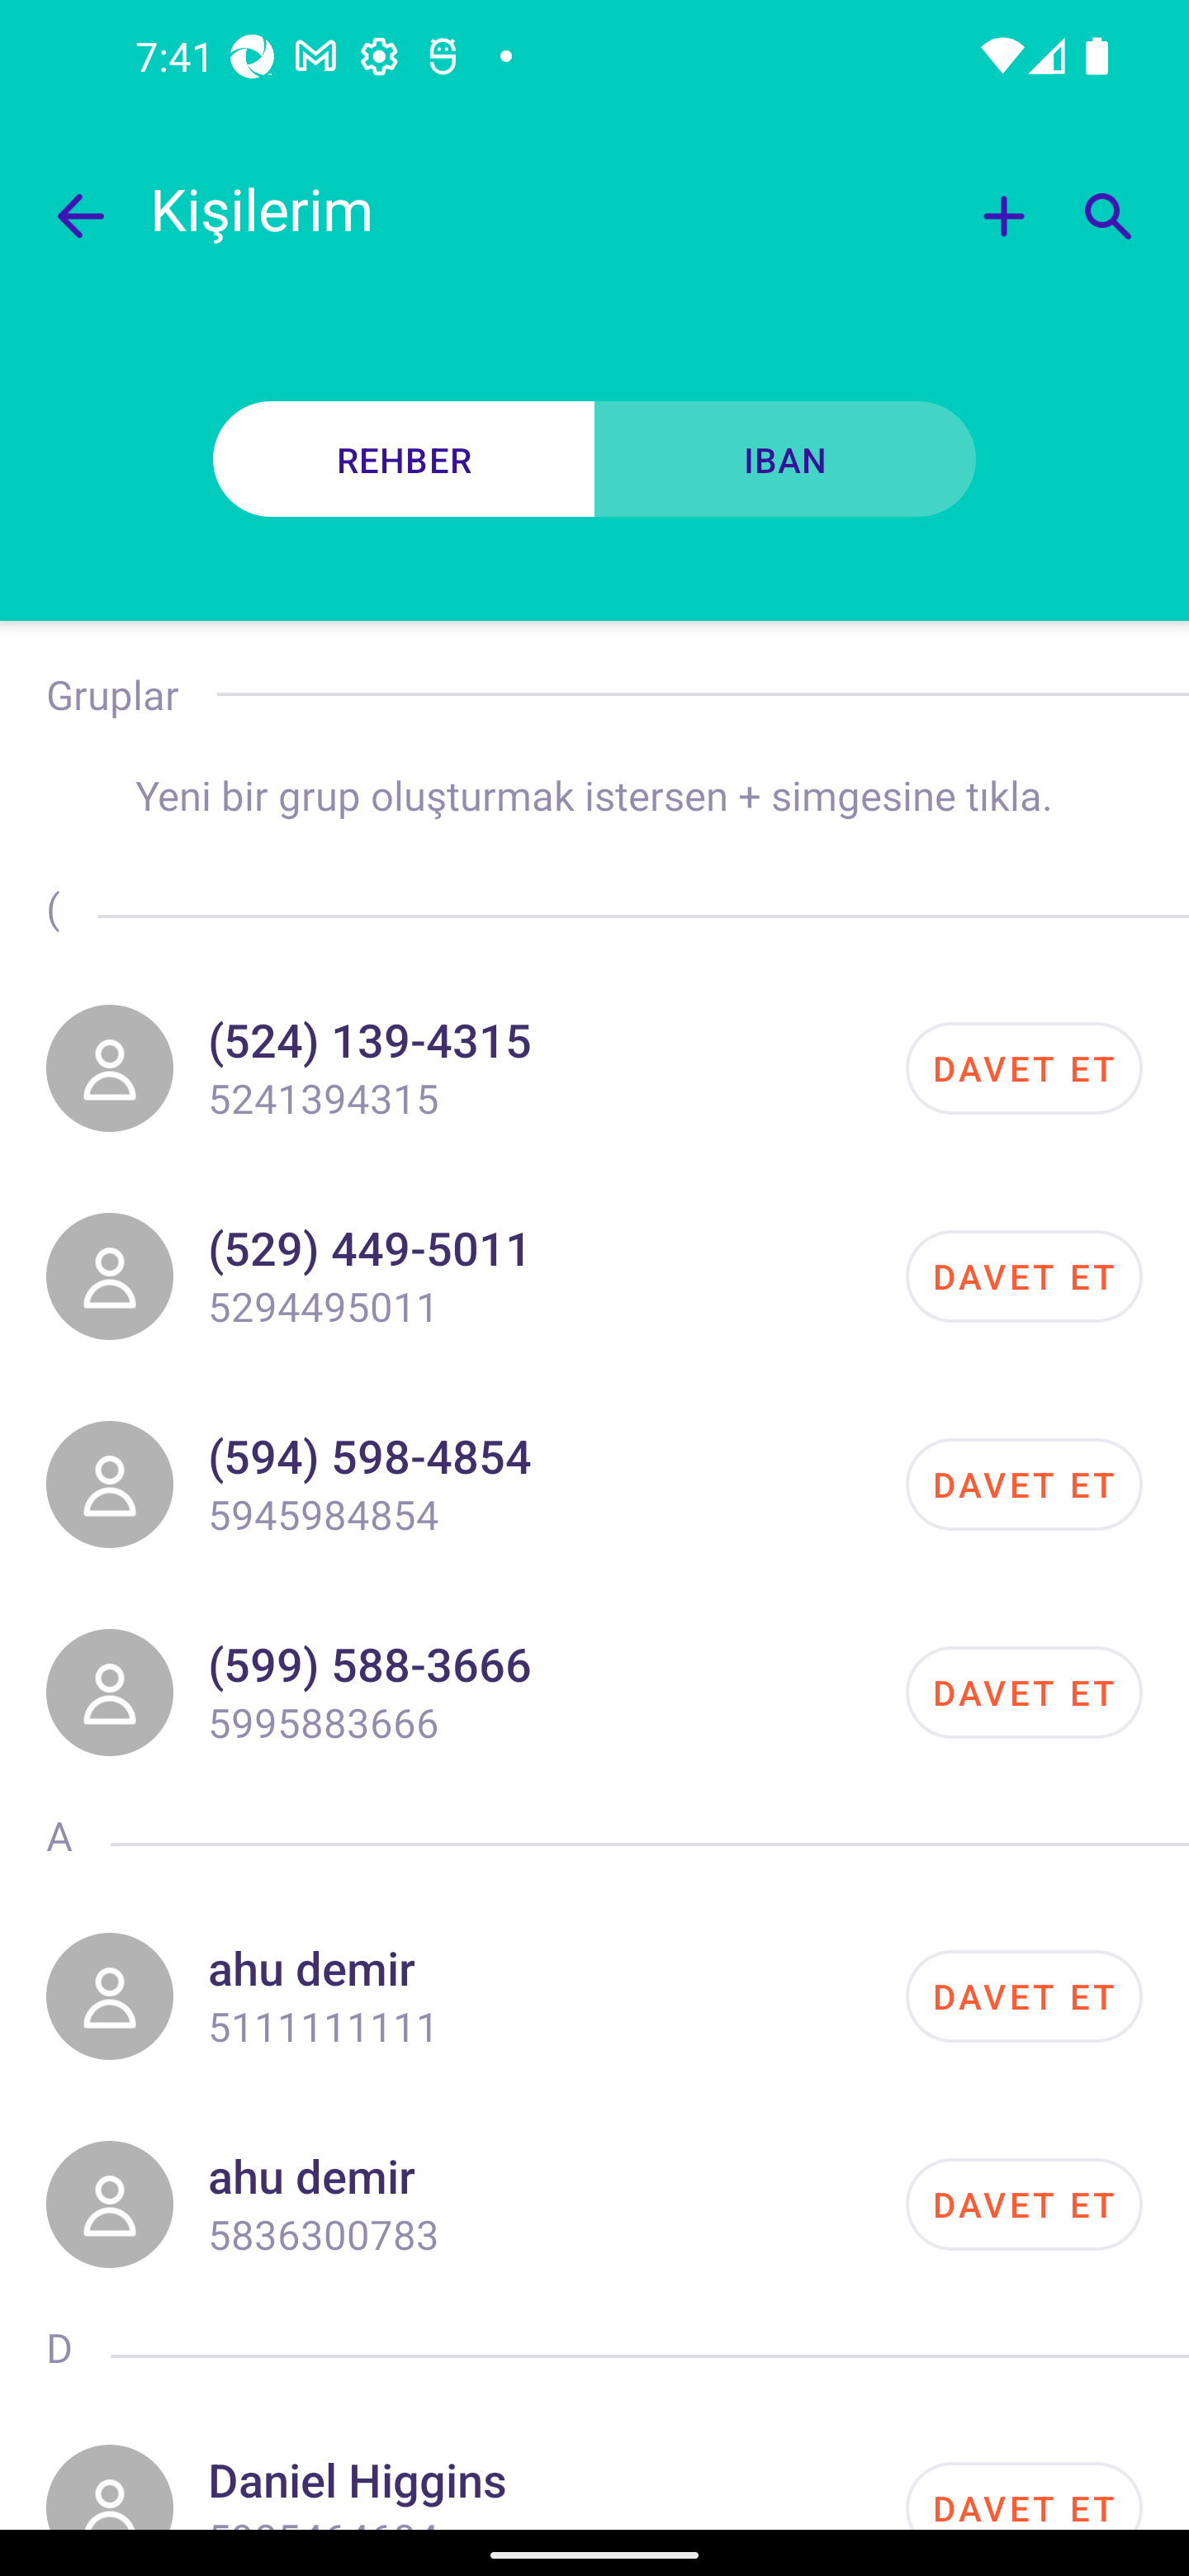 7:41
Kişilerim
REHBER
IBAN
Gruplar
Yeni bir grup oluşturmak istersen + simgesine tıkla.
(
(524) 139-4315
5241394315
DAVET ET
(529) 449-5011
5294495011
DAVET ET
(594) 598-4854
5945984854
DAVET ET
(599) 588-3666
5995883666
DAVET ET
A
ahu demir
5111111111
DAVET ET
ahu demir
5836300783
DAVET ET
D
Daniel Higgins
DAVET ET